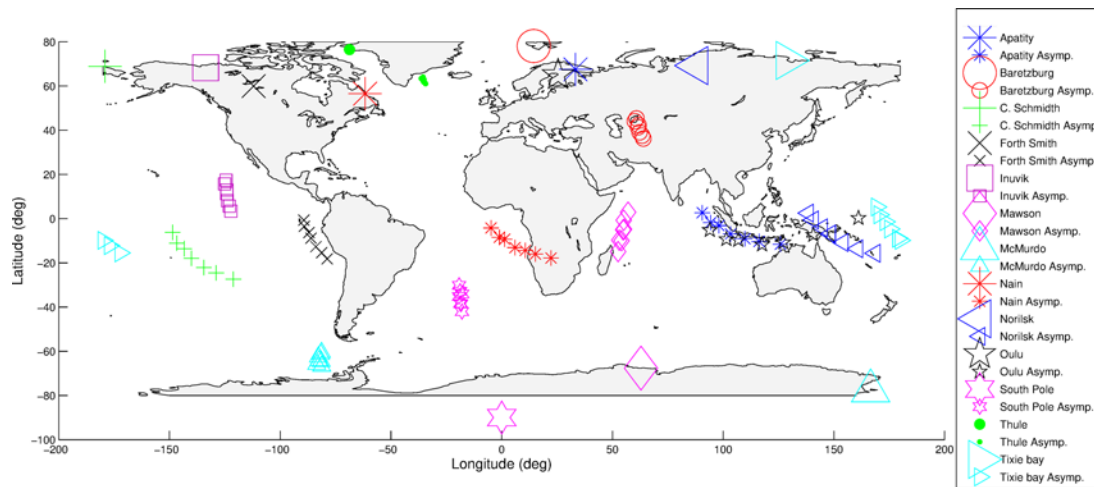 80
60
40
20
0
−20
−40
−60
−80
−100
−200
−150
−100
−50
0
50
100
150
200
Latitude (deg)
Longitude (deg)
Apatity
Apatity Asymp.
Baretzburg
Baretzburg Asymp.
C. Schmidth
C. Schmidth Asymp
Forth Smith
Forth Smith Asymp.
Inuvik
Inuvik Asymp.
Mawson
Mawson Asymp.
McMurdo
McMurdo Asymp.
Nain
Nain Asymp.
Norilsk
Norilsk Asymp.
Oulu
Oulu Asymp.
South Pole
South Pole Asymp.
Thule
Thule Asymp.
Tixie bay
Tixie bay Asymp.